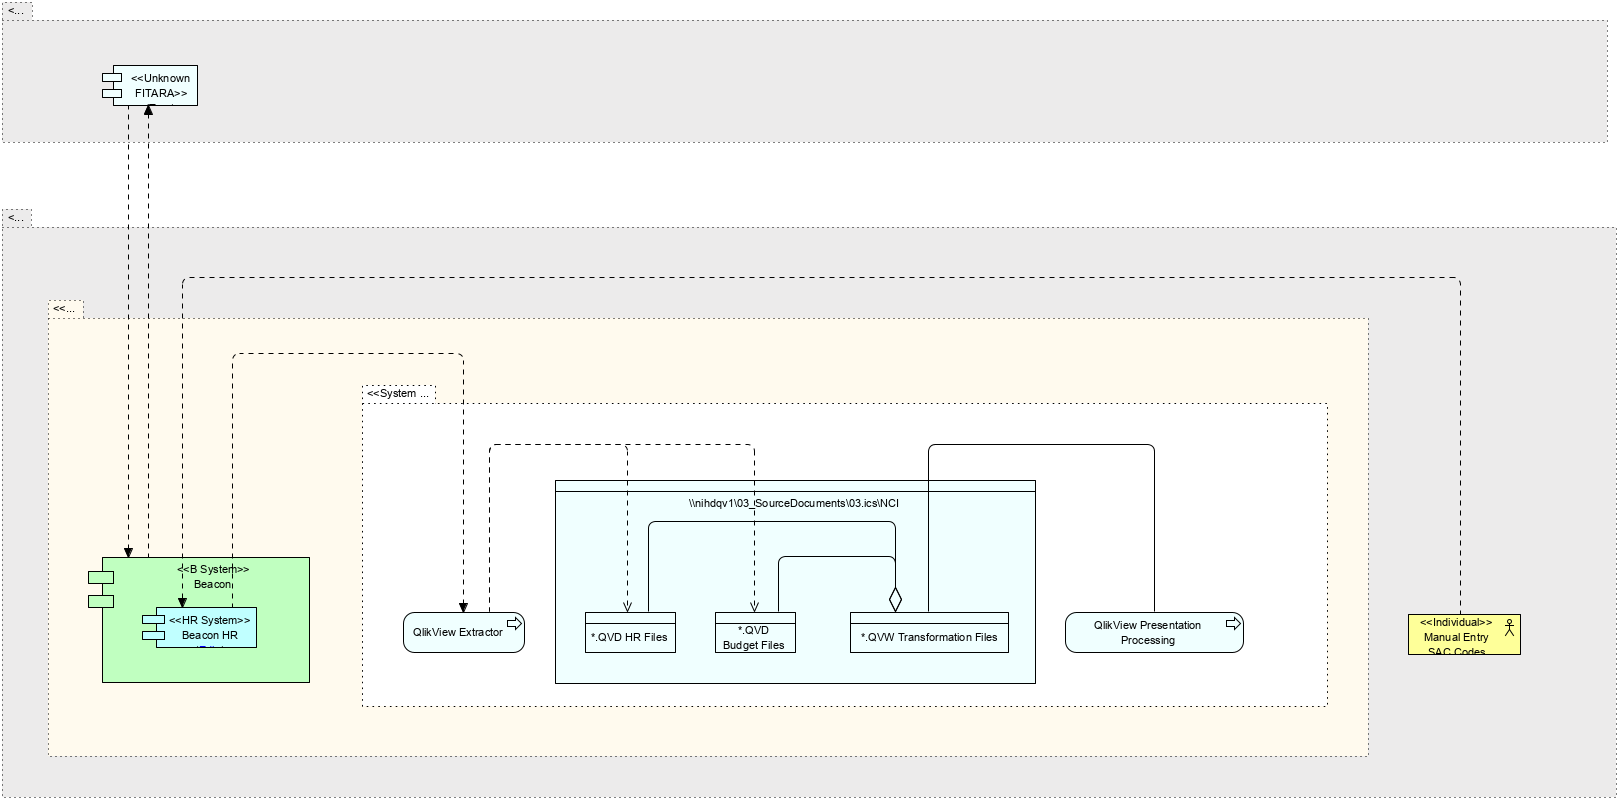 <...
<<Unknown
FITARA>>
<...
<<...
<<System ...
\\nihdqv1\03_SourceDocuments\03.ics\NCI
<<B System>>
Beacon
<<HR System>>
Beacon HR
QlikView Extractor
*.QVD HR Files
*.QVD
Budget Files
*.QVW Transformation Files
QlikView Presentation
Processing
<<Individual>>
Manual Entry
SAC Codes